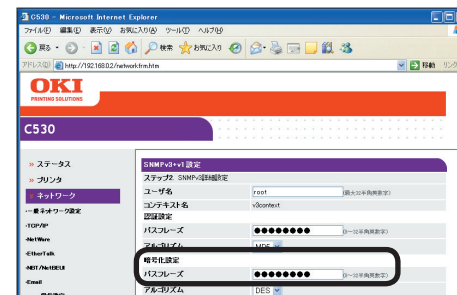 C530 - Microsoft Internet Explorer
ファイル(F) 編集(E) 表示(V) お気に入り(A) ツール(T) ヘルプ(H)
戻る 検索 お気に入り
アドレス(D) http://192.168.0.2/networkfrm.htm 移動 リンク
OKI
PRINTING SOLUTIONS
C530
» ステータス
» プリンタ
» ネットワーク
一般ネットワーク設定
・TCP/IP
・NetWare
・EtherTalk
・NBT/NetBEUI
・Email
SNMPv3+v1 設定
ステップ2. SNMPv3詳細設定
ユーザ名 root (最大32半角英数字)
コンテキスト名 v3context
認証設定
パスフレーズ ●●●●●●●● (8~32半角英数字)
アルゴリズム MD5
暗号化設定
パスフレーズ ●●●●●●●● (8~32半角英数字)
アルゴリズム DES